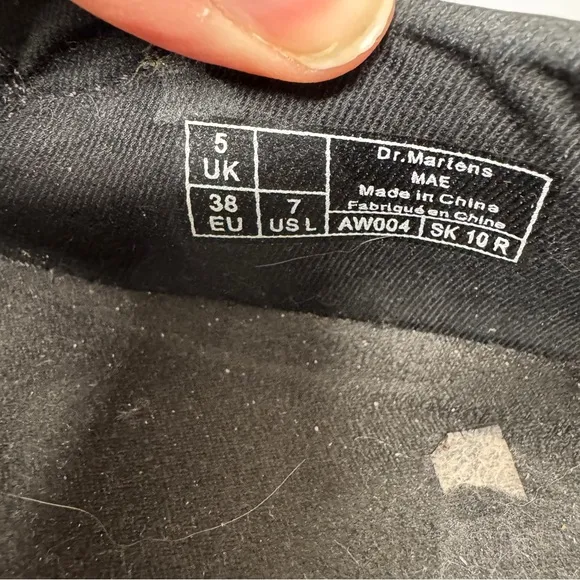 5
UK
38
EU
7
US L
Dr.Martens
MAE
Made in China
Fabriqué en Chine
AW004
SK 10 R